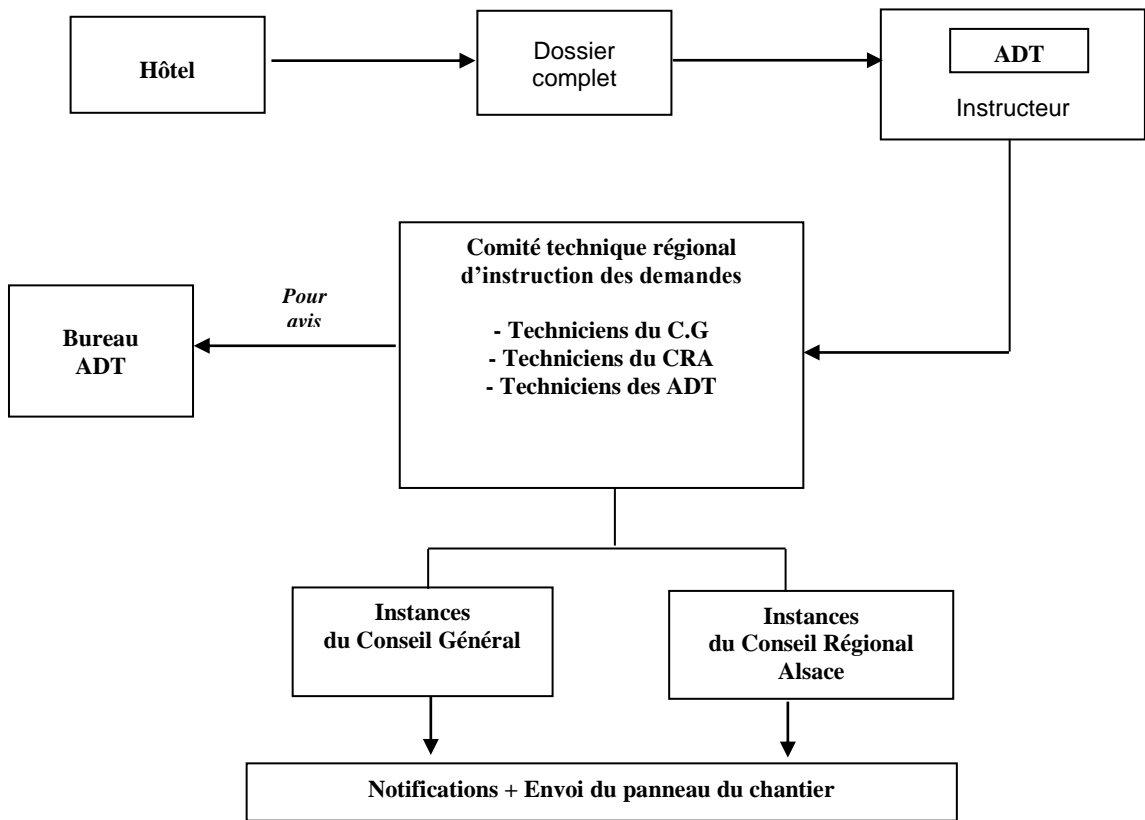 Hôtel
Dossier
complet
ADT
Instructeur
Comité technique régional
d'instruction des demandes
- Techniciens du C.G
- Techniciens du CRA
- Techniciens des ADT
Pour
avis
Bureau
ADT
Instances
du Conseil Général
Instances
du Conseil Régional
Alsace
Notifications + Envoi du panneau du chantier